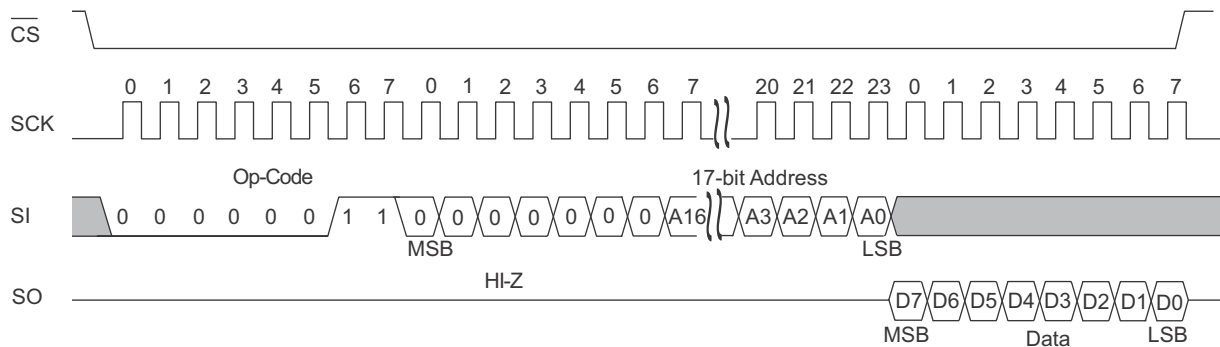 CS
0 1 2 3 4 5 6 7 0 1 2 3 4 5 6 7 20 21 22 23 0 1 2 3 4 5 6 7
SCK
Op-Code 17-bit Address
SI 0 0 0 0 0 0 1 1 0 0 0 0 0 0 0 A16 A3 A2 A1 A0
MSB LSB
HI-Z
SO D7 D6 D5 D4 D3 D2 D1 D0
MSB Data LSB